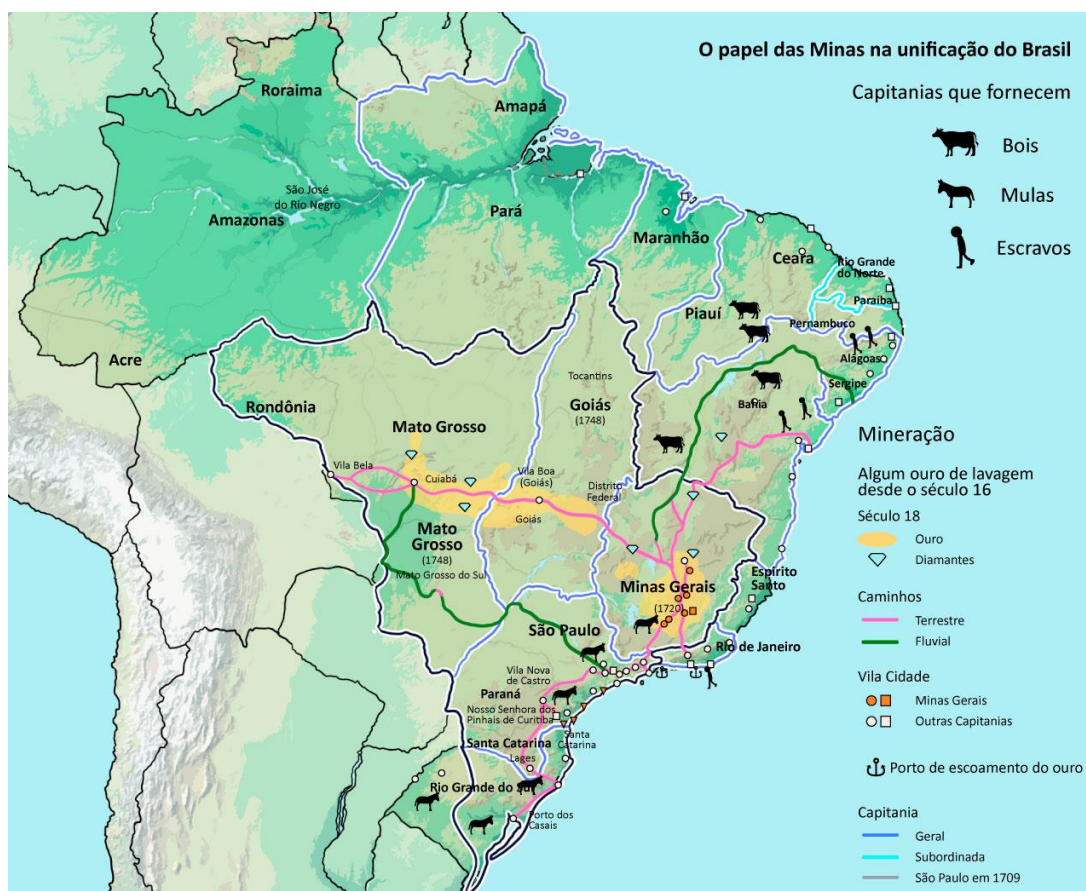 O papel das Minas na unificação do Brasil
Capitanias que fornecem
Bois
Mulas
Escravos
Roraima
Amapá
São José
do Rio Negro
Amazonas
Pará
Maranhão
Ceara
Rio Grande
do Norte
Paraíba
Piauí
Pernambuco
Acre
Alagoas
Sergipe
Tocantins
Bahia
Goiás
(1748)
Rondônia
Mato Grosso
Vila Bela
Cuiabá
Vila Boa
(Goiás)
Distrito
Federal
Goiás
Mato
Grosso
(1748)
Mato Grosso do Sul
Minas Gerais
(1720)
Espírito
Santo
São Paulo
Rio de Janeiro
Vila Nova
de Castro
Paraná
Nosso Senhora dos
Pinhais de Curitiba
Santa Catarina
Santa
Catarina
Lages
Rio Grande do Sul
Porto dos
Casais
Mineração
Algum ouro de lavagem
desde o século 16
Século 18
Ouro
Diamantes
Caminhos
Terrestre
Fluvial
Vila Cidade
Minas Gerais
Outras Capitanias
Porto de escoamento do ouro
Capitania
Geral
Subordinada
São Paulo em 1709